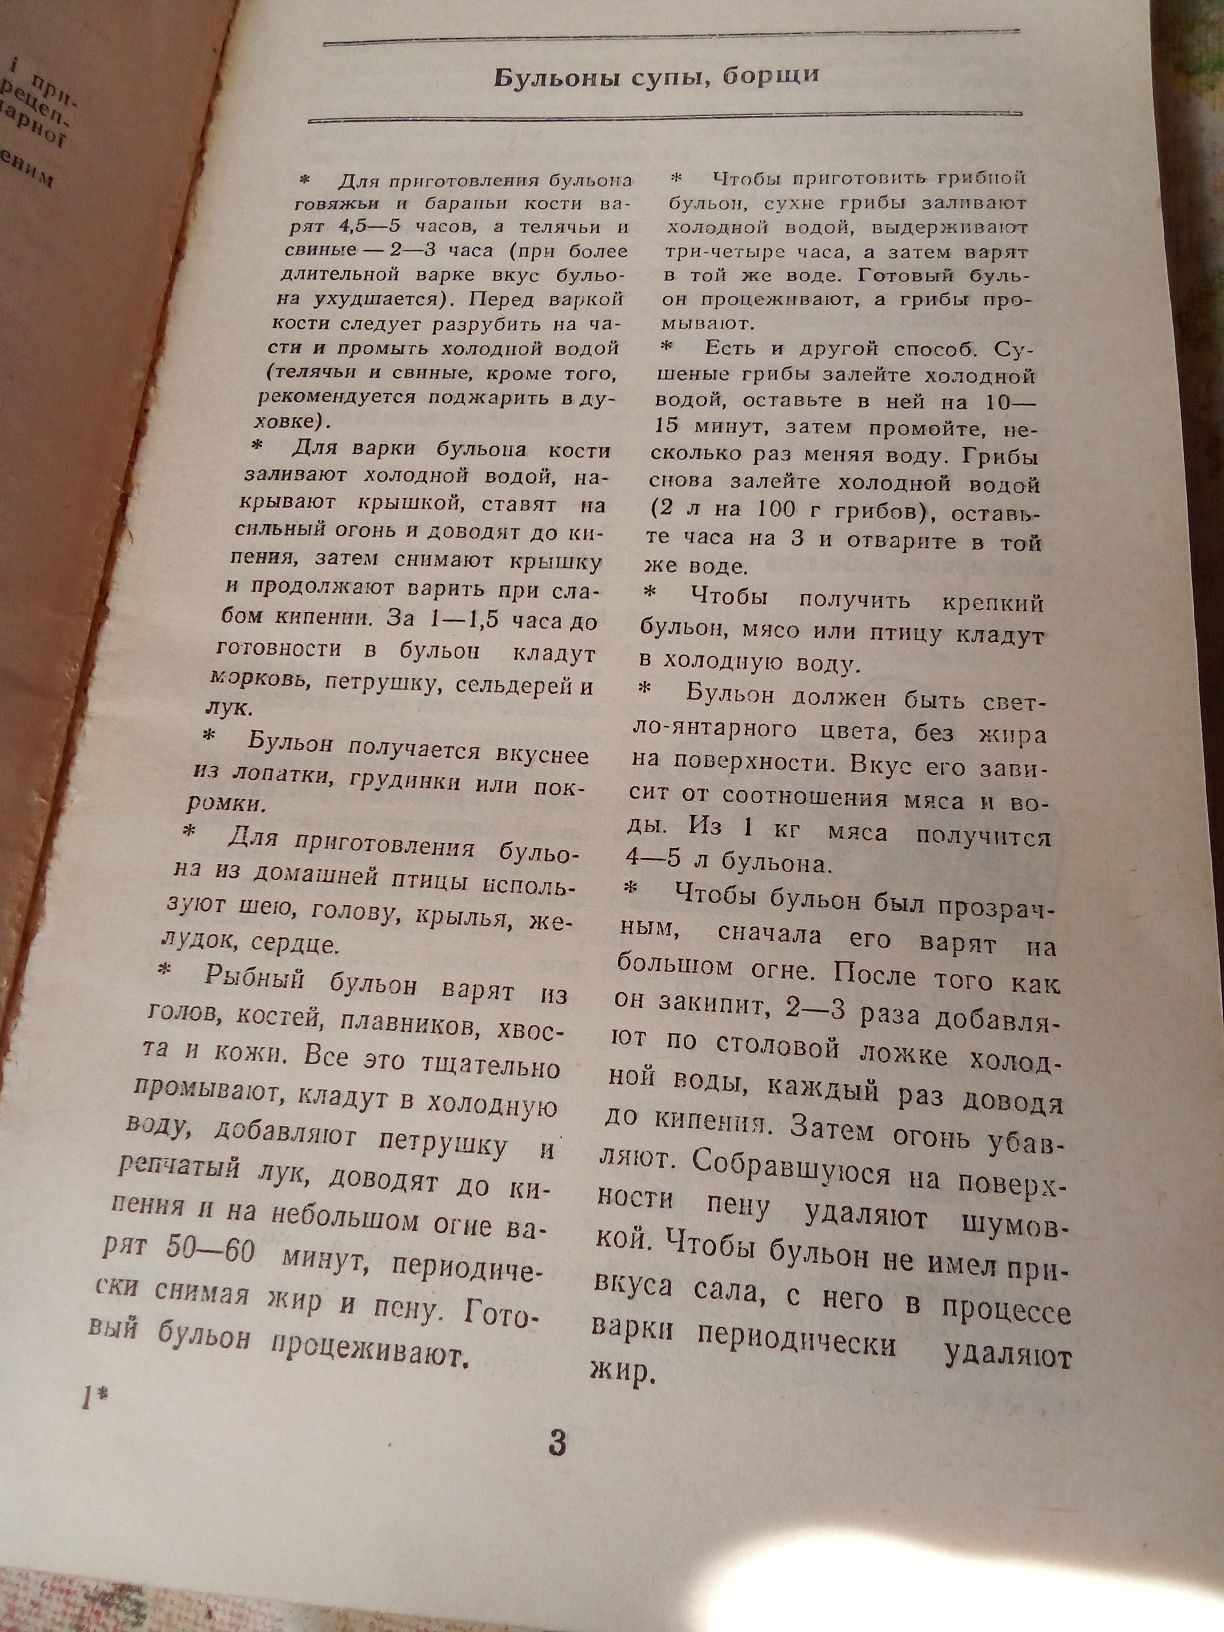 і при-
рецеп-
нарної
еним
Бульоны супы, борщи
* Для приготовления бульона
говяжьи и бараньи кости ва-
рят 4,5—5 часов, а телячьи и
свиные — 2—3 часа (при более
длительной варке вкус бульо-
на ухудшается). Перед варкой
кости следует разрубить на ча-
сти и промыть холодной водой
(телячьи и свиные, кроме того,
рекомендуется поджарить в ду-
ховке).
* Для варки бульона кости
заливают холодной водой, на-
крывают крышкой, ставят на
сильный огонь и доводят до ки-
пения, затем снимают крышку
и продолжают варить при сла-
бом кипении. За 1—1,5 часа до
готовности в бульон кладут
морковь, петрушку, сельдерей и
лук.
* Бульон получается вкуснее
из лопатки, грудинки или пок-
ромки.
* Для приготовления бульо-
на из домашней птицы исполь-
зуют шею, голову, крылья, же-
лудок, сердце.
* Рыбный бульон варят из
голов, костей, плавников, хвос-
та и кожи. Все это тщательно
промывают, кладут в холодную
воду, добавляют петрушку и
репчатый лук, доводят до ки-
пения и на небольшом огне ва-
рят 50—60 минут, периодиче-
ски снимая жир и пену. Гото-
вый бульон процеживают.
* Чтобы приготовить грибной
бульон, сухие грибы заливают
холодной водой, выдерживают
три-четыре часа, а затем варят
в той же воде. Готовый буль-
он процеживают, а грибы про-
мывают.
* Есть и другой способ. Су-
шеные грибы залейте холодной
водой, оставьте в ней на 10—
15 минут, затем промойте, не-
сколько раз меняя воду. Грибы
снова залейте холодной водой
(2 л на 100 г грибов), оставь-
те часа на 3 и отварите в той
же воде.
* Чтобы получить крепкий
бульон, мясо или птицу кладут
в холодную воду.
* Бульон должен быть свет-
ло-янтарного цвета, без жира
на поверхности. Вкус его зави-
сит от соотношения мяса и во-
ды. Из 1 кг мяса получится
4—5 л бульона.
* Чтобы бульон был прозрач-
ным, сначала его варят на
большом огне. После того как
он закипит, 2—3 раза добавля-
ют по столовой ложке холод-
ной воды, каждый раз доводя
до кипения. Затем огонь убав-
ляют. Собравшуюся на поверх-
ности пену удаляют шумов-
кой. Чтобы бульон не имел при-
вкуса сала, с него в процессе
варки периодически удаляют
жир.
1*
3